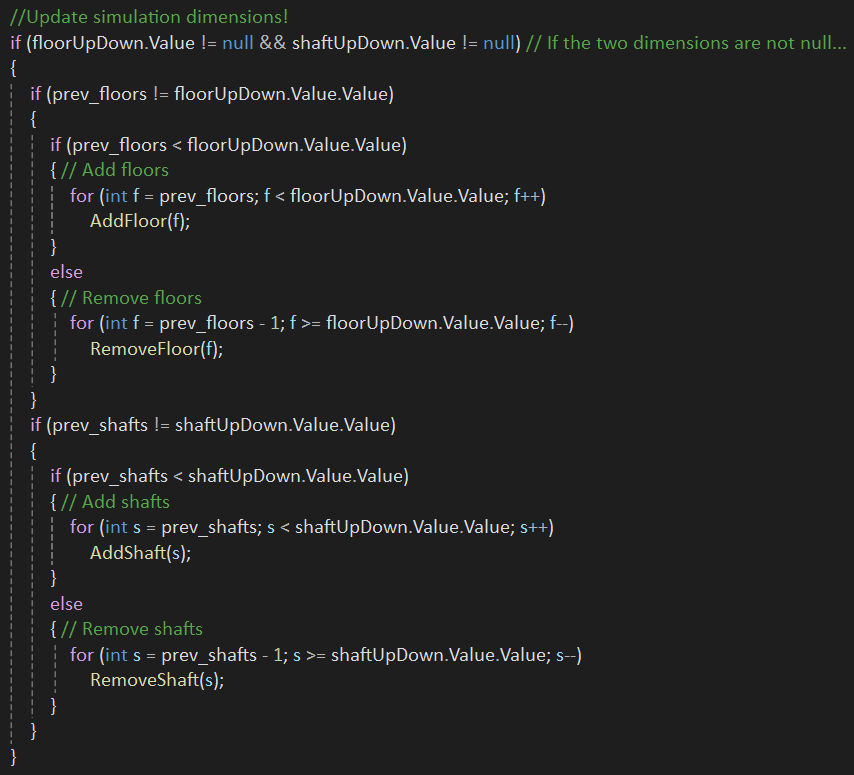 //Update simulation dimensions!
if (floorUpDown.Value != null && shaftUpDown.Value != null) // If the two dimensions are not null...
{
if (prev_floors != floorUpDown.Value.Value)
{
if (prev_floors < floorUpDown.Value.Value)
{ // Add floors
for (int f = prev_floors; f < floorUpDown.Value.Value; f++)
AddFloor(f);
}
else
{ // Remove floors
for (int f = prev_floors - 1; f >= floorUpDown.Value.Value; f--)
RemoveFloor(f);
}
}
if (prev_shafts != shaftUpDown.Value.Value)
{
if (prev_shafts < shaftUpDown.Value.Value)
{ // Add shafts
for (int s = prev_shafts; s < shaftUpDown.Value.Value; s++)
AddShaft(s);
}
else
{ // Remove shafts
for (int s = prev_shafts - 1; s >= shaftUpDown.Value.Value; s--)
RemoveShaft(s);
}
}
}